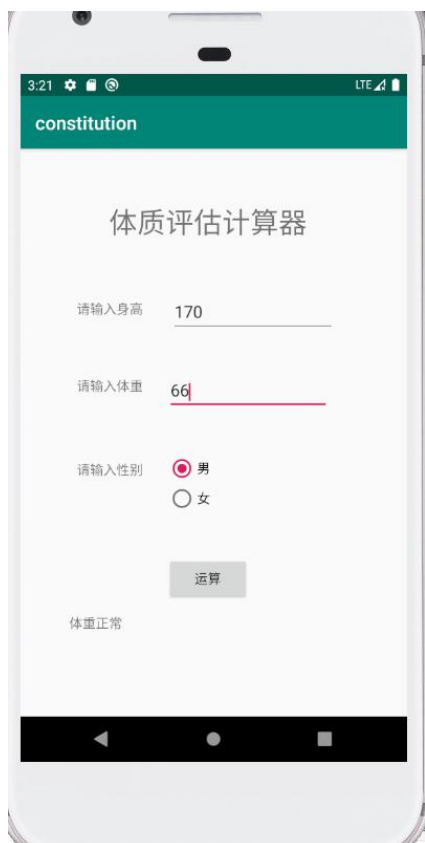 3:21 LTE
constitution
体质评估计算器
请输入身高 170
请输入体重 66
请输入性别 男
女
运算
体重正常